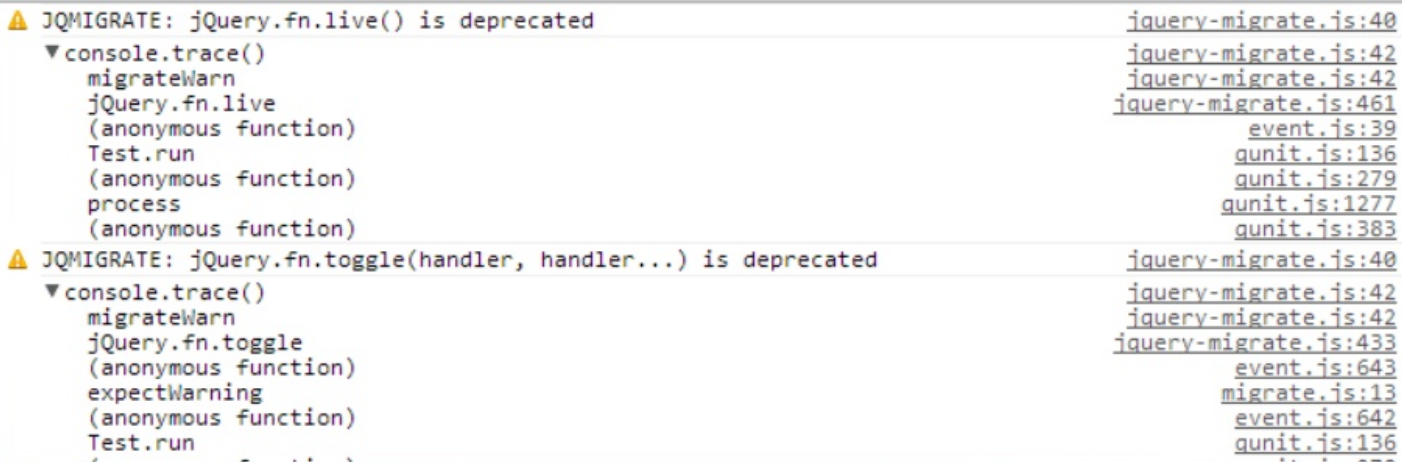 JQMIGRATE: jQuery.fn.live() is deprecated jquery-migrate.js:40
console.trace() jquery-migrate.js:42
migrateWarn jquery-migrate.js:42
jQuery.fn.live jquery-migrate.js:461
(anonymous function) event.js:39
Test.run qunit.js:136
(anonymous function) qunit.js:279
process qunit.js:1277
(anonymous function) qunit.js:383
JQMIGRATE: jQuery.fn.toggle(handler, handler...) is deprecated jquery-migrate.js:40
console.trace() jquery-migrate.js:42
migrateWarn jquery-migrate.js:42
jQuery.fn.toggle jquery-migrate.js:433
(anonymous function) event.js:643
expectWarning migrate.js:13
(anonymous function) event.js:642
Test.run qunit.js:136